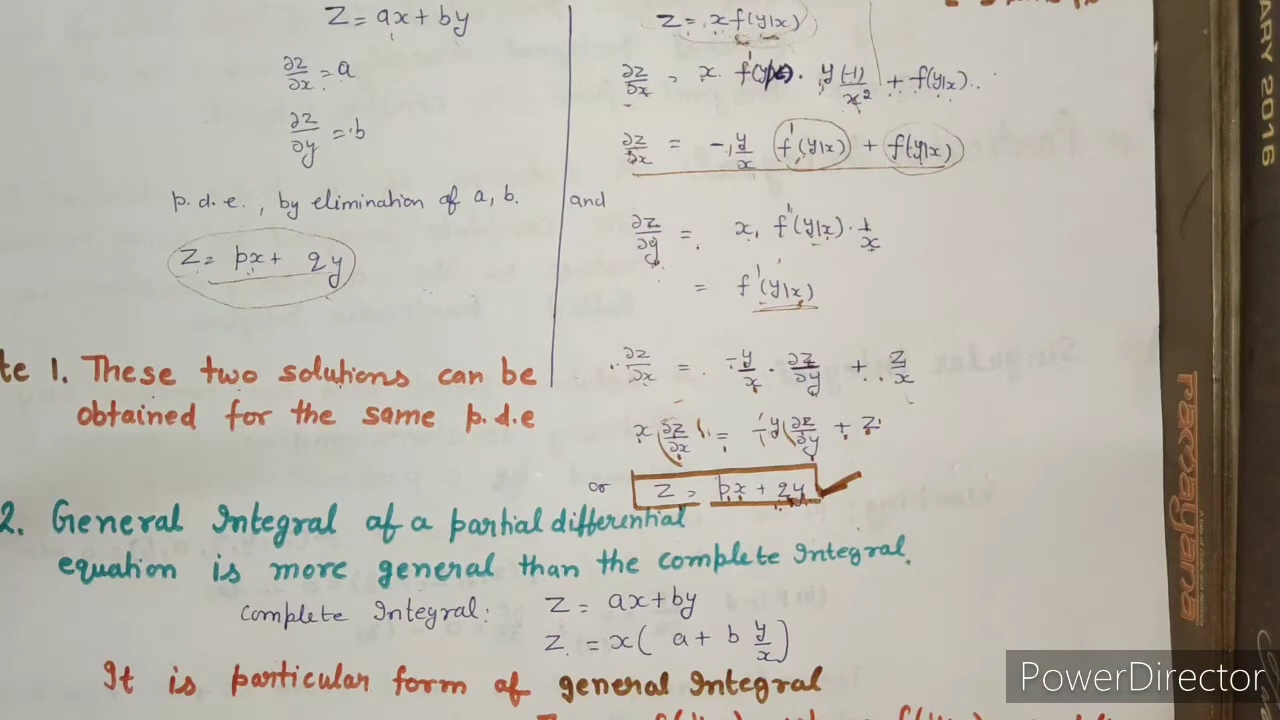 Z = ax + by
∂z/∂x = a
∂z/∂y = b
p.d.e., by elimination of a, b.
Z = px + qy
Z = x f(y/x)
∂z/∂x = x f'(y/x) · y(-1)/x² + f(y/x)..
∂z/∂x = -y/x f'(y/x) + f(y/x)
and
∂z/∂y = x. f'(y/x) · 1/x
= f'(y/x)
∴ ∂z/∂x = -y/x · ∂z/∂y + z/x
x ∂z/∂x = -y ∂z/∂y + z
or Z = px + qy
te 1. These two solutions can be
obtained for the same p.d.e
2. General Integral of a partial differential
equation is more general than the complete Integral.
Complete Integral: Z = ax + by
Z = x(a + b y/x)
It is particular form of general Integral
ARY 2016
PowerDirector